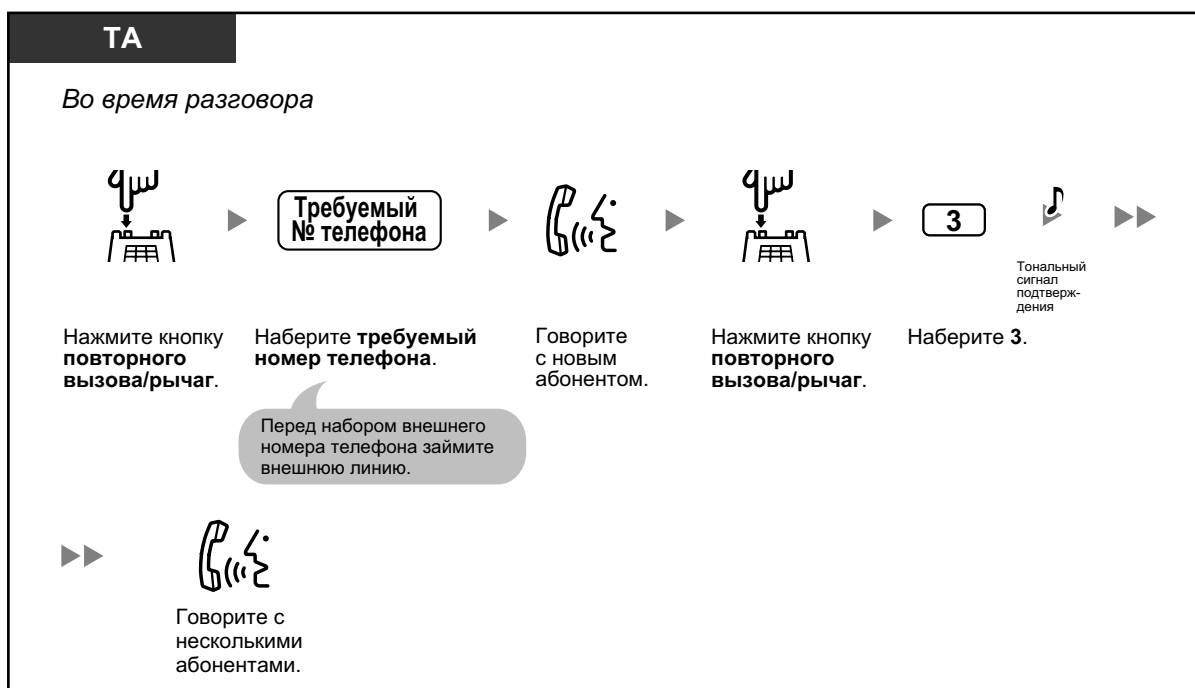 ТА
Во время разговора
Требуемый
№ телефона
3
Тональный
сигнал
подтверж-
дения
Нажмите кнопку
повторного
вызова/рычаг.
Наберите требуемый
номер телефона.
Говорите
с новым
абонентом.
Нажмите кнопку
повторного
вызова/рычаг.
Наберите 3.
Перед набором внешнего
номера телефона займите
внешнюю линию.
Говорите с
несколькими
абонентами.